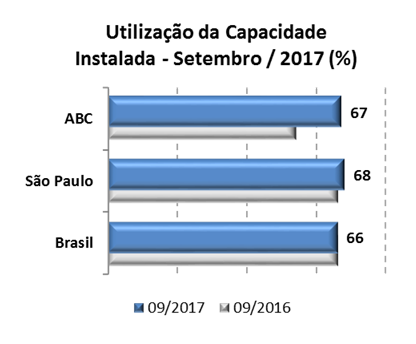 Utilização da Capacidade
Instalada - Setembro / 2017 (%)
ABC
67
São Paulo
68
Brasil
66
09/2017
09/2016